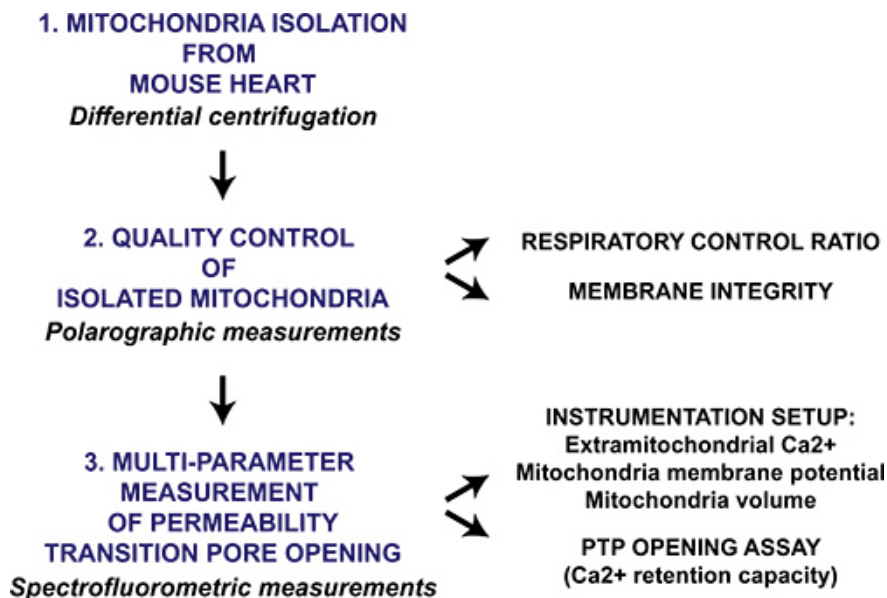 1. MITOCHONDRIA ISOLATION
FROM
MOUSE HEART
Differential centrifugation
2. QUALITY CONTROL
OF
ISOLATED MITOCHONDRIA
Polarographic measurements
RESPIRATORY CONTROL RATIO
MEMBRANE INTEGRITY
3. MULTI-PARAMETER
MEASUREMENT
OF PERMEABILITY
TRANSITION PORE OPENING
Spectrofluorometric measurements
INSTRUMENTATION SETUP:
Extramitochondrial Ca2+
Mitochondria membrane potential
Mitochondria volume
PTP OPENING ASSAY
(Ca2+ retention capacity)